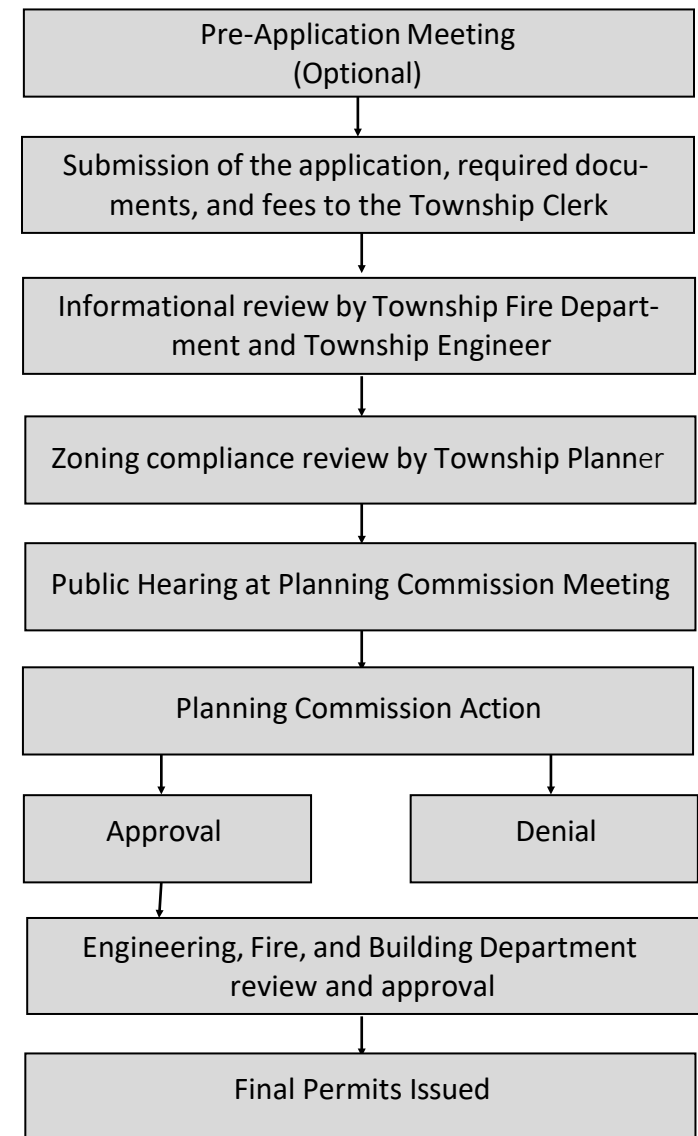 Pre-Application Meeting
(Optional)
Submission of the application, required docu-
ments, and fees to the Township Clerk
Informational review by Township Fire Depart-
ment and Township Engineer
Zoning compliance review by Township Planner
Public Hearing at Planning Commission Meeting
Planning Commission Action
Approval
Denial
Engineering, Fire, and Building Department
review and approval
Final Permits Issued